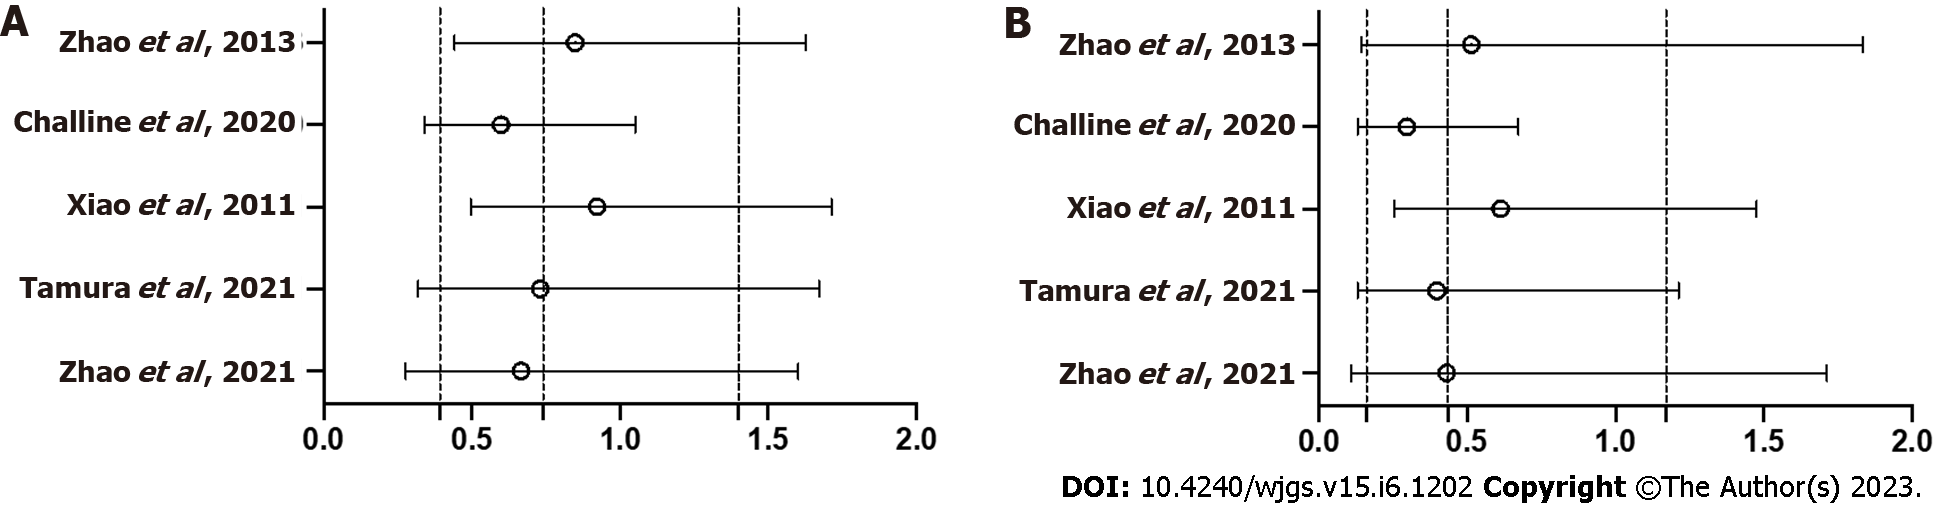 A
Zhao et al, 2013
Challine et al, 2020
Xiao et al, 2011
Tamura et al, 2021
Zhao et al, 2021
0.0 0.5 1.0 1.5 2.0
B
Zhao et al, 2013
Challine et al, 2020
Xiao et al, 2011
Tamura et al, 2021
Zhao et al, 2021
0.0 0.5 1.0 1.5 2.0
DOI: 10.4240/wjgs.v15.i6.1202 Copyright ©The Author(s) 2023.